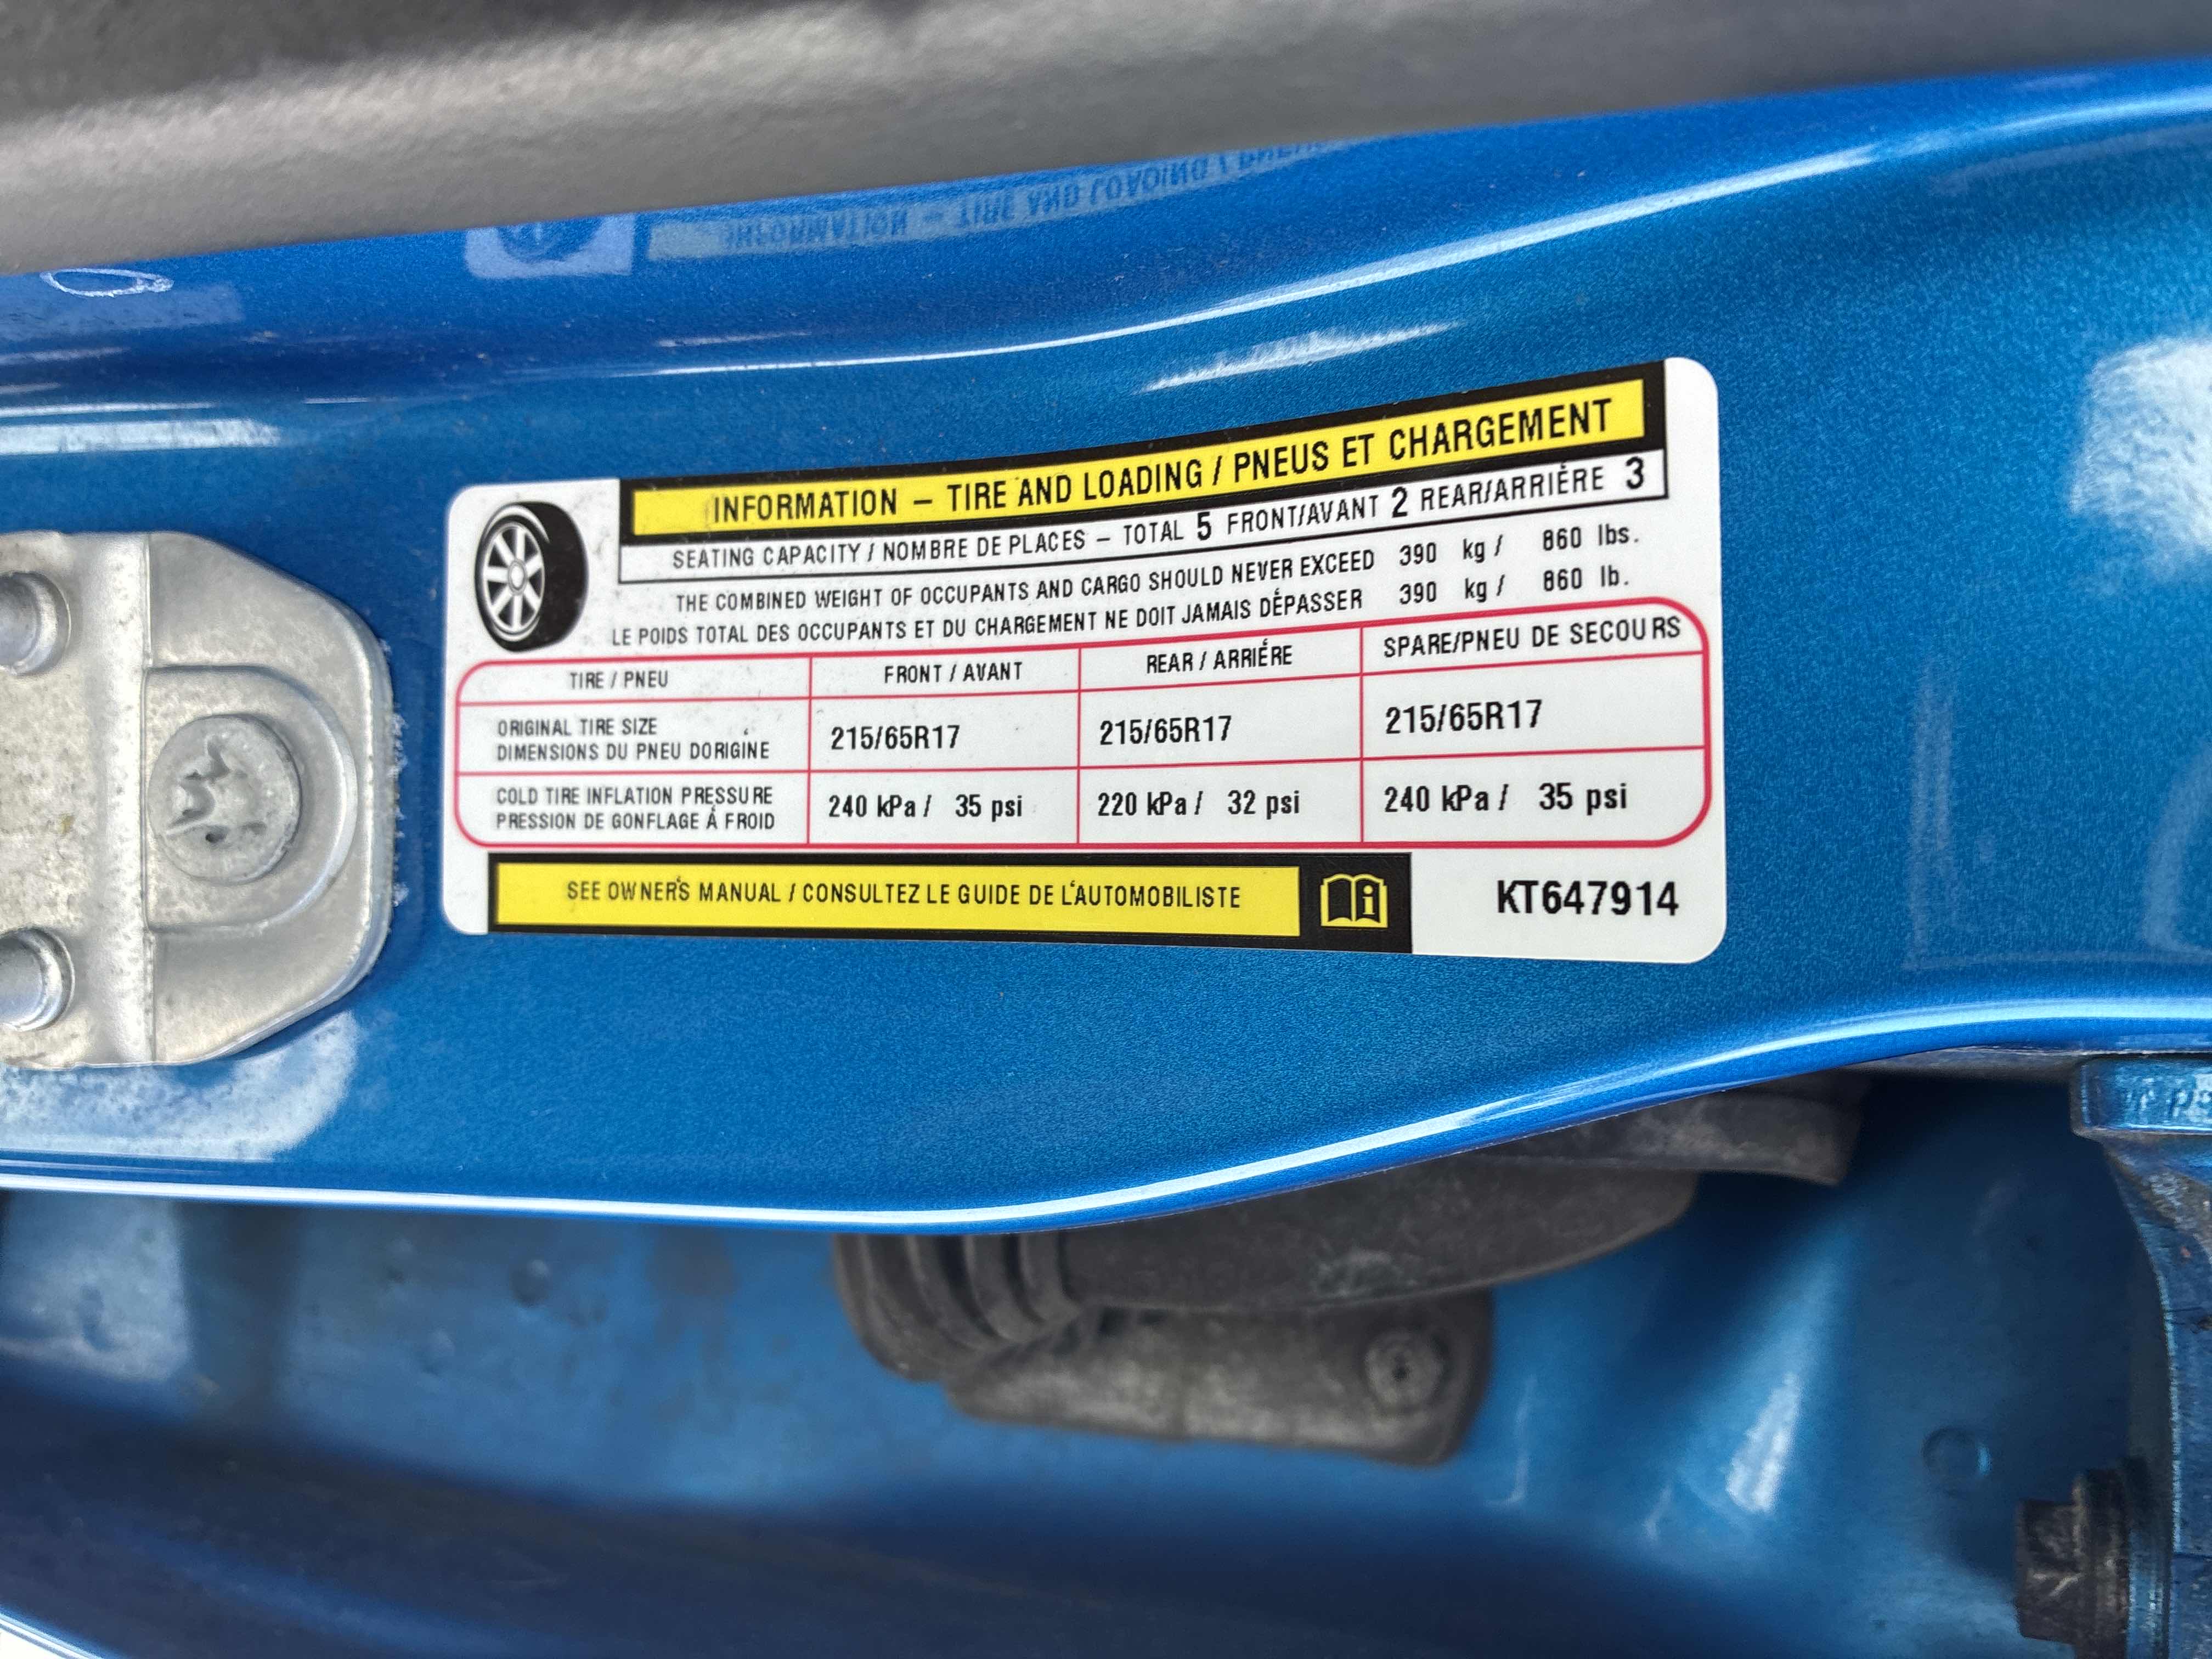 INFORMATION – TIRE AND LOADING / PNEUS ET CHARGEMENT
SEATING CAPACITY / NOMBRE DE PLACES – TOTAL 5 FRONT/AVANT 2 REAR/ARRIÈRE 3
THE COMBINED WEIGHT OF OCCUPANTS AND CARGO SHOULD NEVER EXCEED 390 kg / 860 lbs.
LE POIDS TOTAL DES OCCUPANTS ET DU CHARGEMENT NE DOIT JAMAIS DÉPASSER 390 kg / 860 lb.
TIRE / PNEU FRONT / AVANT REAR / ARRIÉRE SPARE/PNEU DE SECOURS
ORIGINAL TIRE SIZE
DIMENSIONS DU PNEU DORIGINE
215/65R17 215/65R17 215/65R17
COLD TIRE INFLATION PRESSURE
PRESSION DE GONFLAGE À FROID
240 kPa / 35 psi 220 kPa / 32 psi 240 kPa / 35 psi
SEE OWNER'S MANUAL / CONSULTEZ LE GUIDE DE L'AUTOMOBILISTE
KT647914